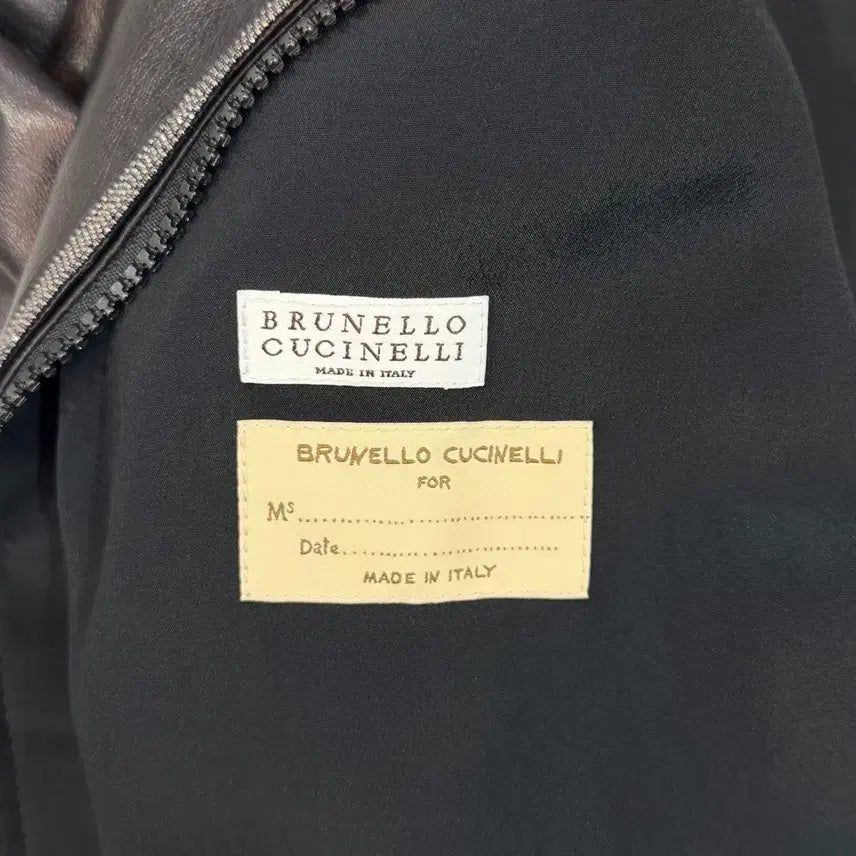 BRUNELLO
CUCINELLI
MADE IN ITALY
BRUNELLO CUCINELLI
FOR
Ms
Date
MADE IN ITALY